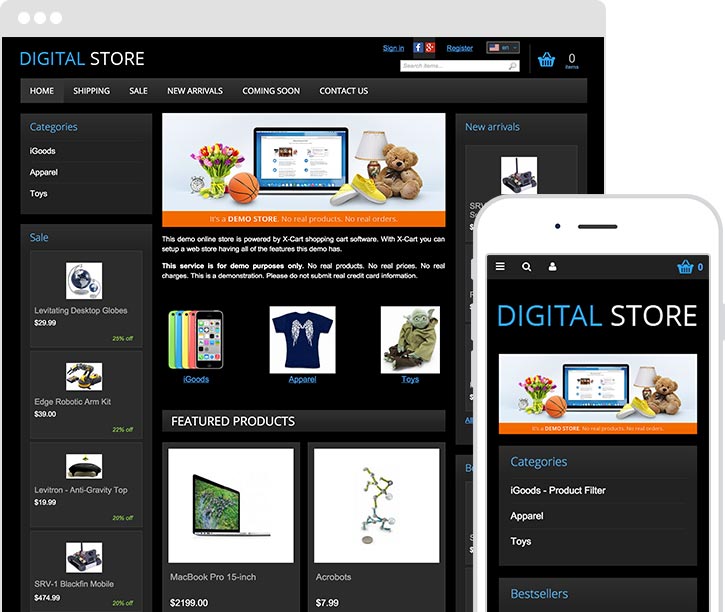 DIGITAL STORE
Sign in
Register
en
Search items...
0
items
HOME
SHIPPING
SALE
NEW ARRIVALS
COMING SOON
CONTACT US
Categories
iGoods
Apparel
Toys
Sale
Levitating Desktop Globes
$29.99
25% off
Edge Robotic Arm Kit
$39.00
22% off
Levitron - Anti-Gravity Top
$19.99
20% off
SRV-1 Blackfin Mobile
$474.99
20% off
It's a DEMO STORE. No real products. No real orders.
This demo online store is powered by X-Cart shopping cart software. With X-Cart you can
setup a web store having all of the features this demo has.
This service is for demo purposes only. No real products. No real prices. No real
charges. This is a demonstration. Please do not submit real credit card information.
iGoods
Apparel
Toys
FEATURED PRODUCTS
MacBook Pro 15-inch
$2199.00
Acrobots
$7.99
New arrivals
0
DIGITAL STORE
It's a DEMO STORE. No real products. No real orders.
Categories
iGoods - Product Filter
Apparel
Toys
Bestsellers